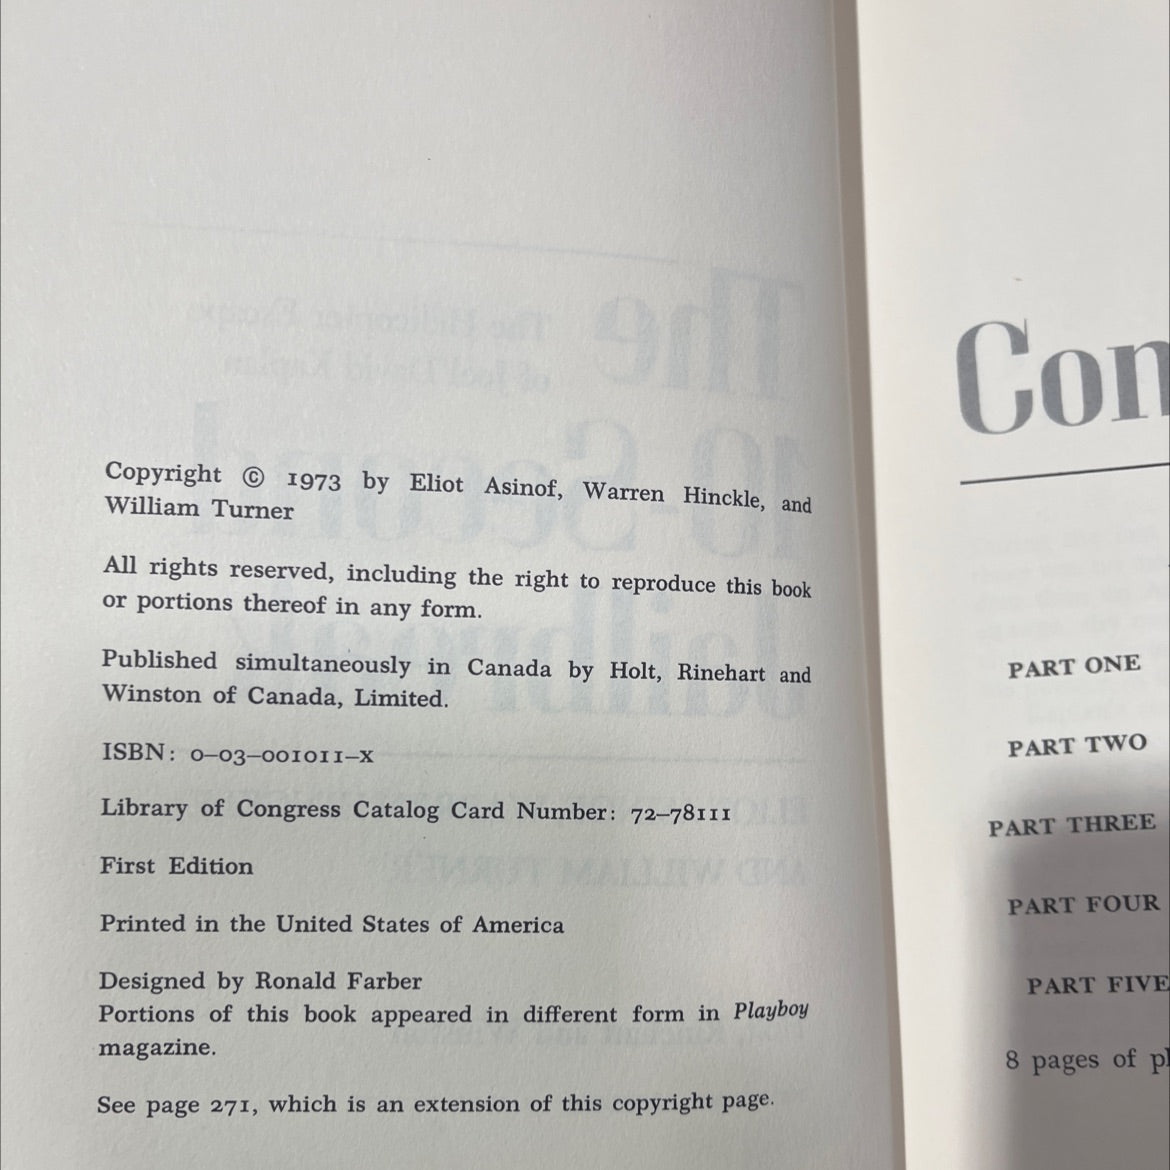 Copyright © 1973 by Eliot Asinof, Warren Hinckle, and
William Turner
All rights reserved, including the right to reproduce this book
or portions thereof in any form.
Published simultaneously in Canada by Holt, Rinehart and
Winston of Canada, Limited.
ISBN: 0–03–001011–X
Library of Congress Catalog Card Number: 72–78111
First Edition
Printed in the United States of America
Designed by Ronald Farber
Portions of this book appeared in different form in Playboy
magazine.
See page 271, which is an extension of this copyright page.
Con
PART ONE
PART TWO
PART THREE
PART FOUR
PART FIVE
8 pages of